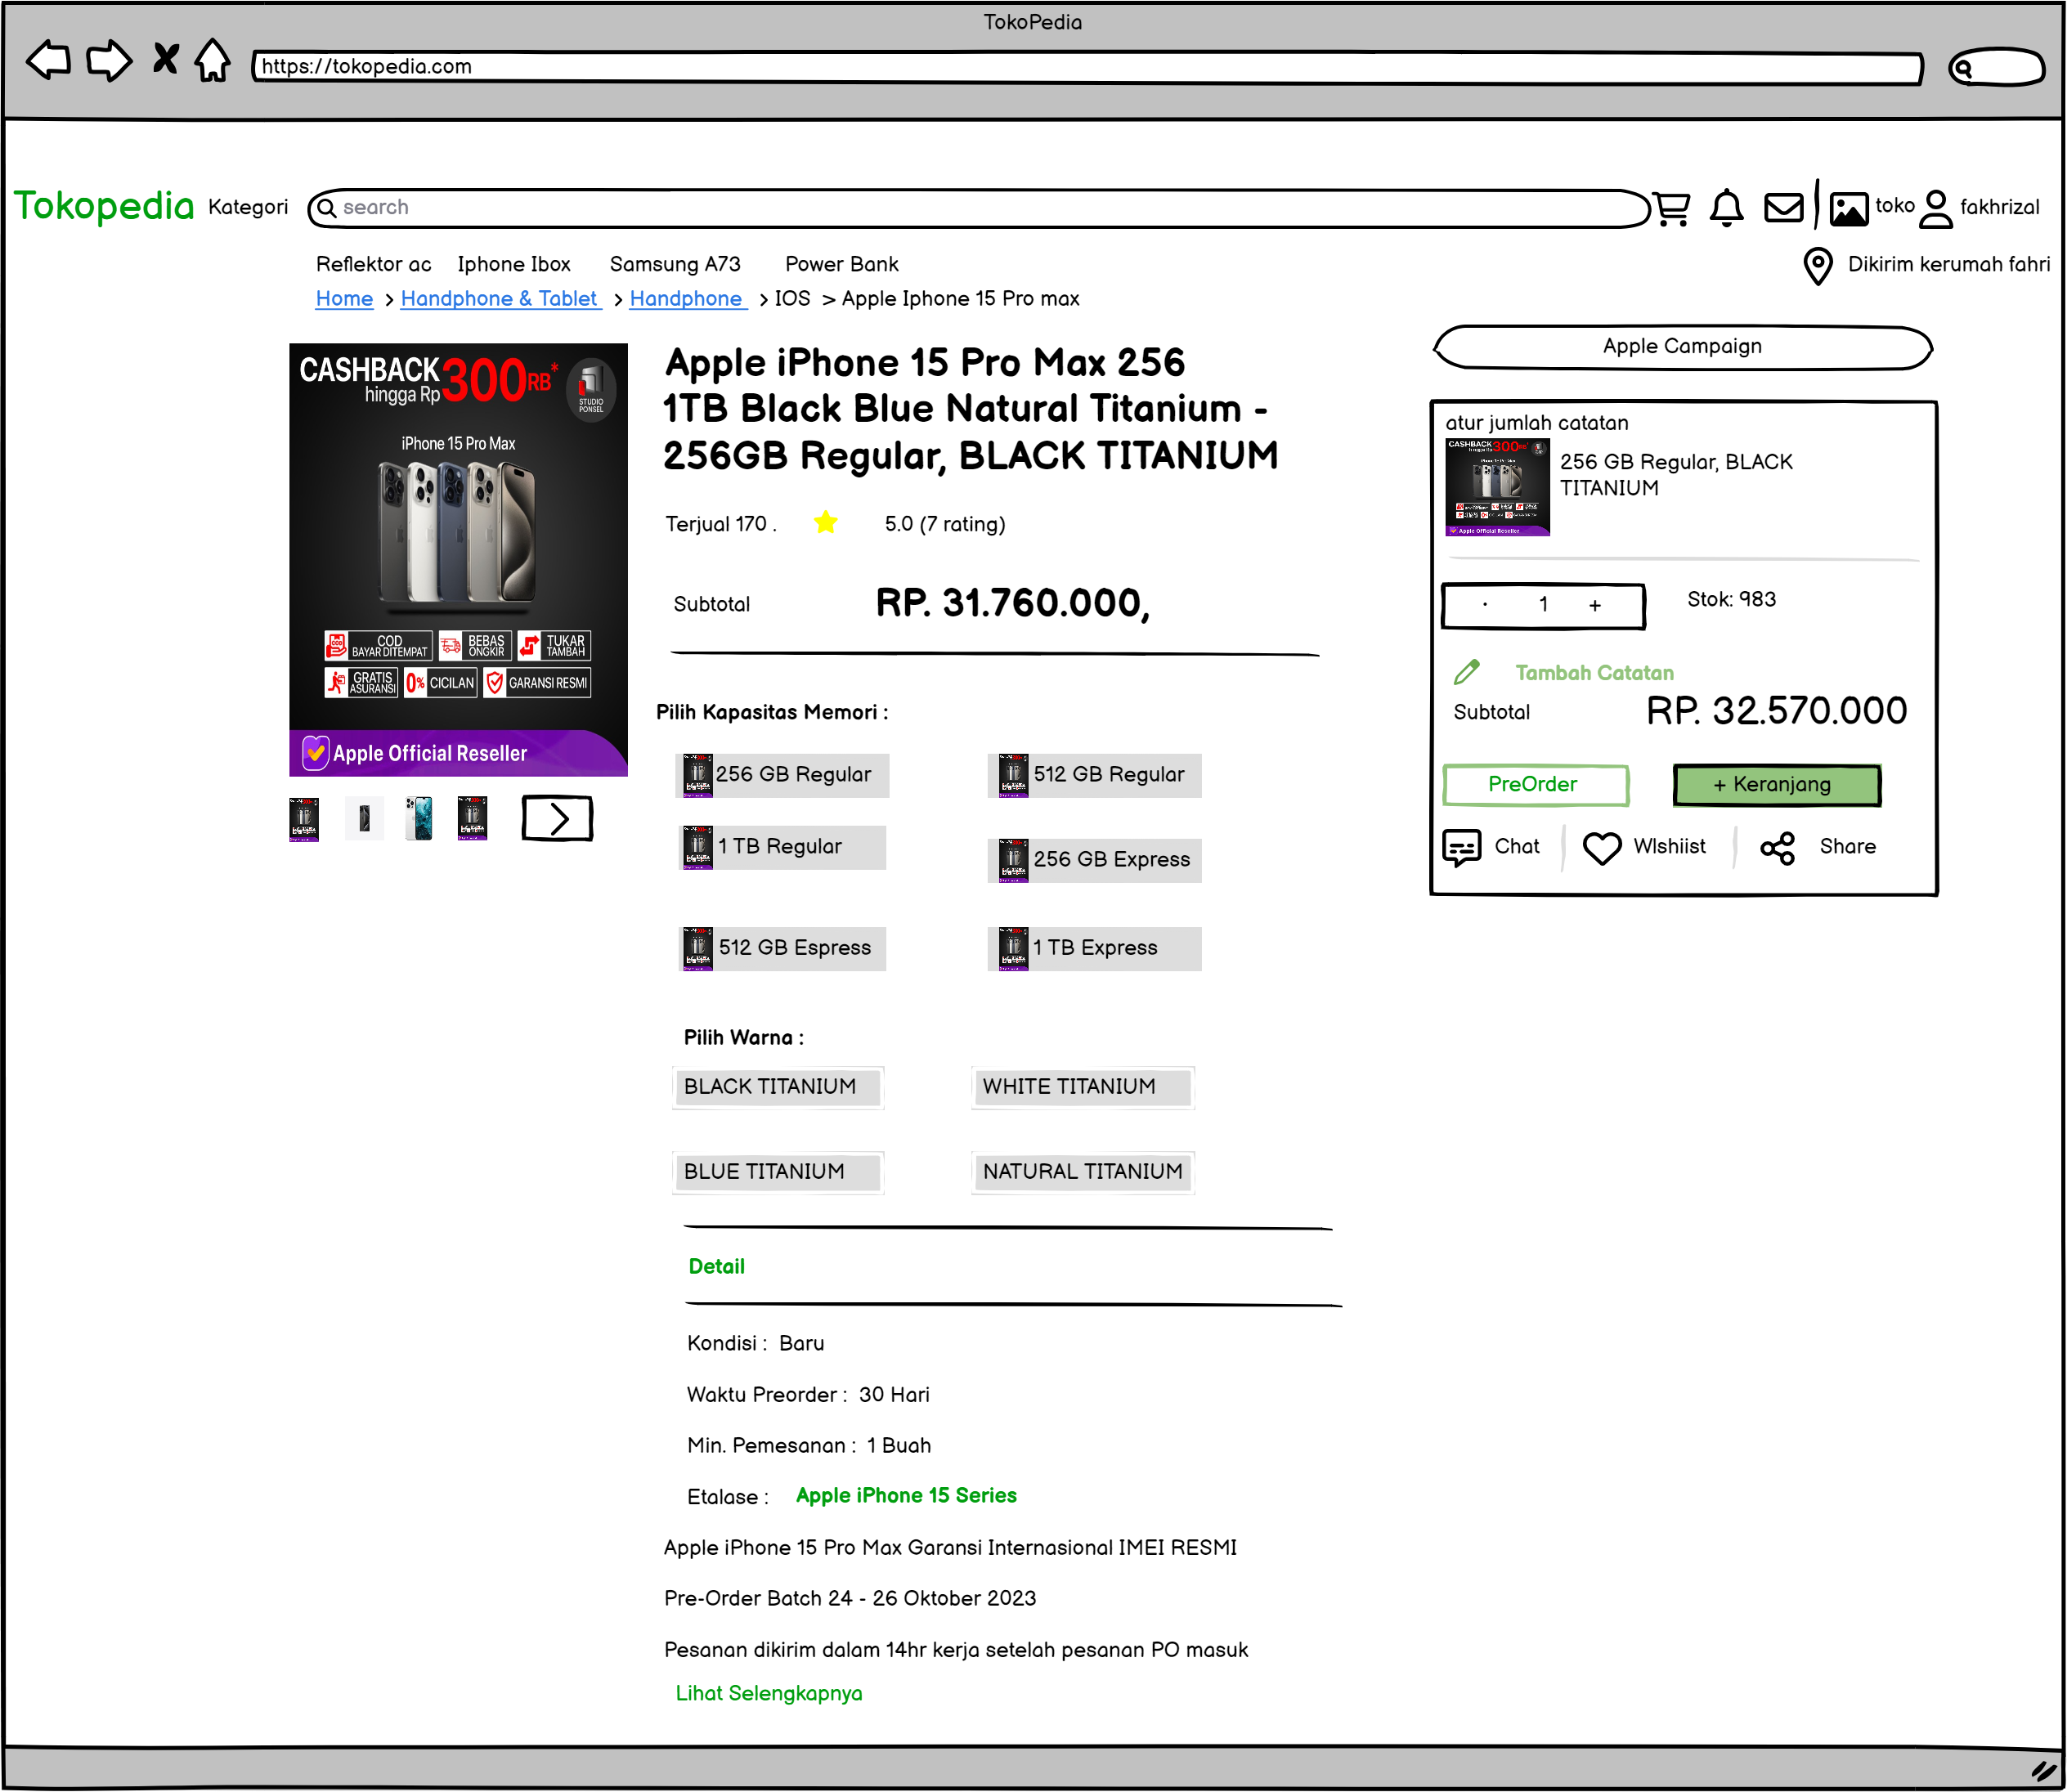 TokoPedia
https://tokopedia.com
Tokopedia Kategori search toko fakhrizal
Reflektor ac Iphone Ibox Samsung A73 Power Bank Dikirim kerumah fahri
Home > Handphone & Tablet > Handphone > IOS > Apple Iphone 15 Pro max
CASHBACK
hingga Rp 300RB*
STUDIO
PONSEL
iPhone 15 Pro Max
COD
BAYAR DITEMPAT
BEBAS
ONGKIR
TUKAR
TAMBAH
GRATIS
ASURANSI
0% CICILAN
GARANSI RESMI
Apple Official Reseller
Apple iPhone 15 Pro Max 256
1TB Black Blue Natural Titanium -
256GB Regular, BLACK TITANIUM
Terjual 170 . 5.0 (7 rating)
Subtotal RP. 31.760.000,
Pilih Kapasitas Memori :
256 GB Regular 512 GB Regular
1 TB Regular 256 GB Express
512 GB Espress 1 TB Express
Pilih Warna :
BLACK TITANIUM WHITE TITANIUM
BLUE TITANIUM NATURAL TITANIUM
Detail
Kondisi : Baru
Waktu Preorder : 30 Hari
Min. Pemesanan : 1 Buah
Etalase : Apple iPhone 15 Series
Apple iPhone 15 Pro Max Garansi Internasional IMEI RESMI
Pre-Order Batch 24 - 26 Oktober 2023
Pesanan dikirim dalam 14hr kerja setelah pesanan PO masuk
Lihat Selengkapnya
Apple Campaign
atur jumlah catatan
CASHBACK 300RB
Apple Official Reseller
256 GB Regular, BLACK
TITANIUM
· 1 + Stok: 983
Tambah Catatan
Subtotal RP. 32.570.000
PreOrder + Keranjang
Chat WIshiist Share